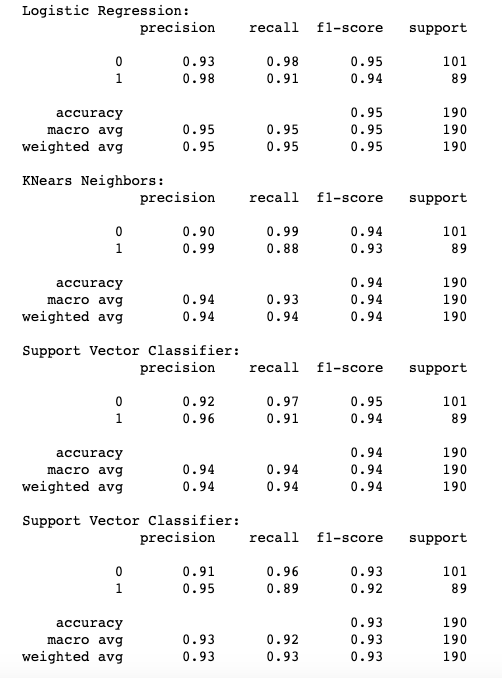 Logistic Regression:
precision recall f1-score support
0 0.93 0.98 0.95 101
1 0.98 0.91 0.94 89
accuracy 0.95 190
macro avg 0.95 0.95 0.95 190
weighted avg 0.95 0.95 0.95 190
KNears Neighbors:
precision recall f1-score support
0 0.90 0.99 0.94 101
1 0.99 0.88 0.93 89
accuracy 0.94 190
macro avg 0.94 0.93 0.94 190
weighted avg 0.94 0.94 0.94 190
Support Vector Classifier:
precision recall f1-score support
0 0.92 0.97 0.95 101
1 0.96 0.91 0.94 89
accuracy 0.94 190
macro avg 0.94 0.94 0.94 190
weighted avg 0.94 0.94 0.94 190
Support Vector Classifier:
precision recall f1-score support
0 0.91 0.96 0.93 101
1 0.95 0.89 0.92 89
accuracy 0.93 190
macro avg 0.93 0.92 0.93 190
weighted avg 0.93 0.93 0.93 190